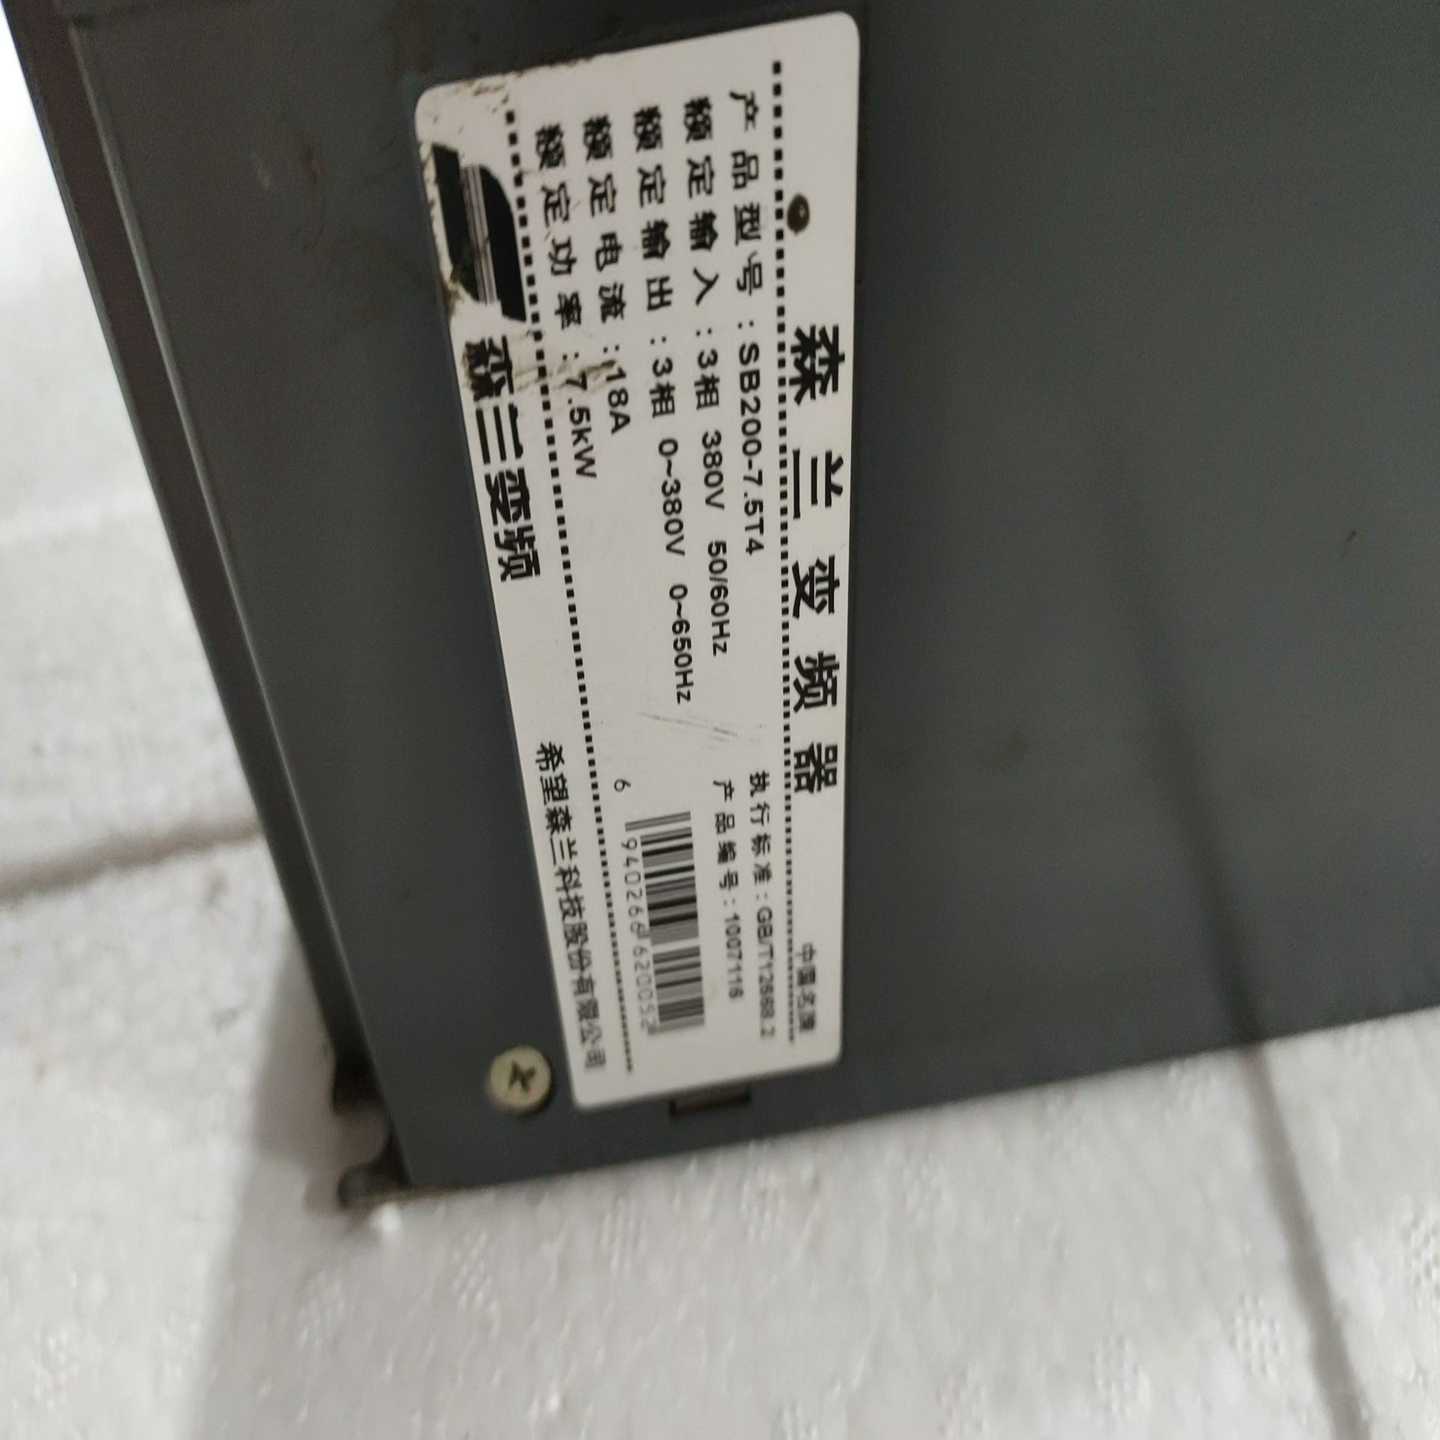 森兰变频器
中国名牌
产品型号：SB200-7.5T4
额定输入：3相 380V 50/60Hz
额定输出：3相 0~380V 0~650Hz
额定电流：18A
额定功率：7.5kW
执行标准：GB/T12668.2
产品编号：1007116
6 940266 620052
森兰变频
希望森兰科技股份有限公司